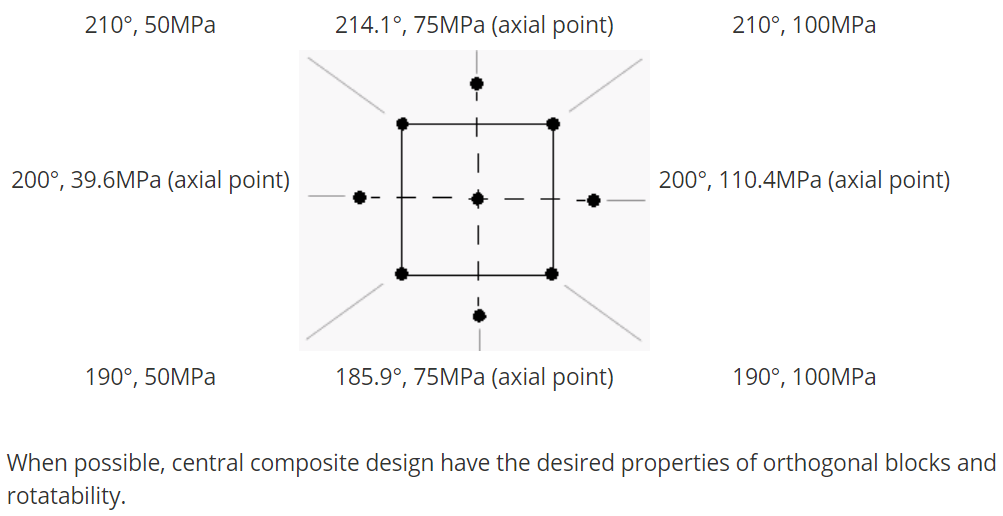 210°, 50MPa 214.1°, 75MPa (axial point) 210°, 100MPa
200°, 39.6MPa (axial point) 200°, 110.4MPa (axial point)
190°, 50MPa 185.9°, 75MPa (axial point) 190°, 100MPa
When possible, central composite design have the desired properties of orthogonal blocks and
rotatability.